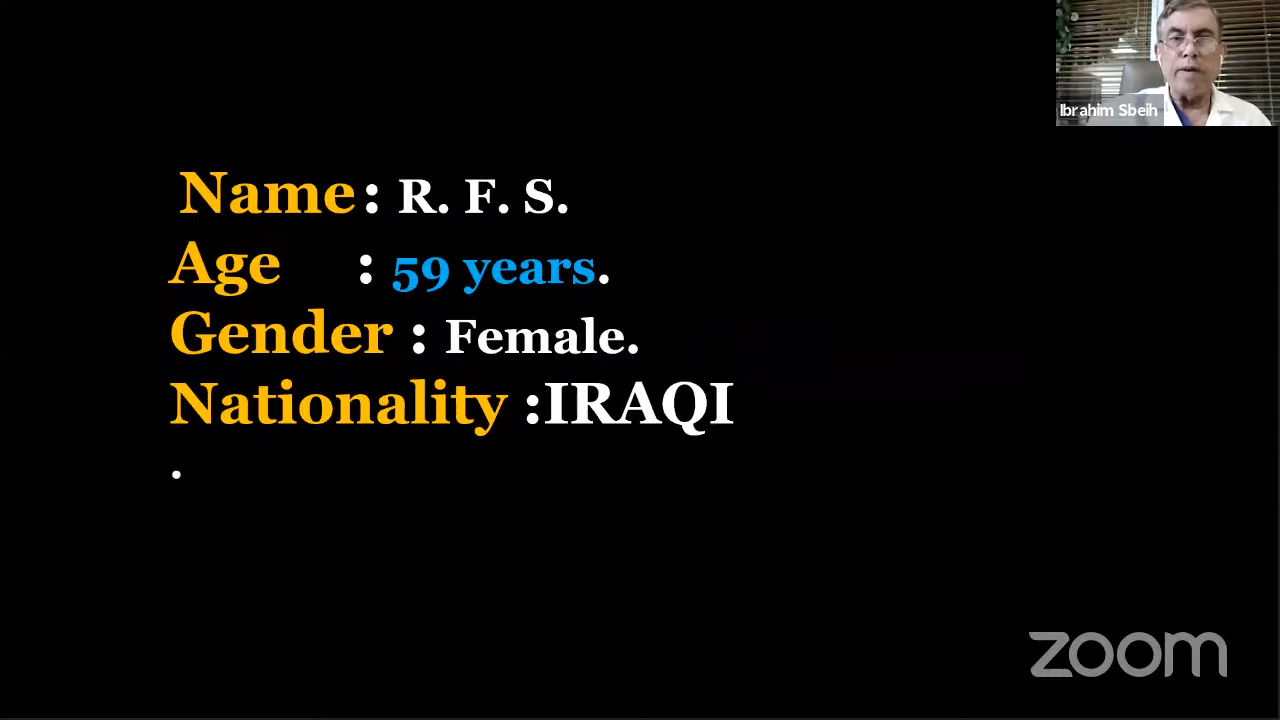 Ibrahim Sbeih
Name : R. F. S.
Age : 59 years.
Gender : Female.
Nationality :IRAQI
.
zoom